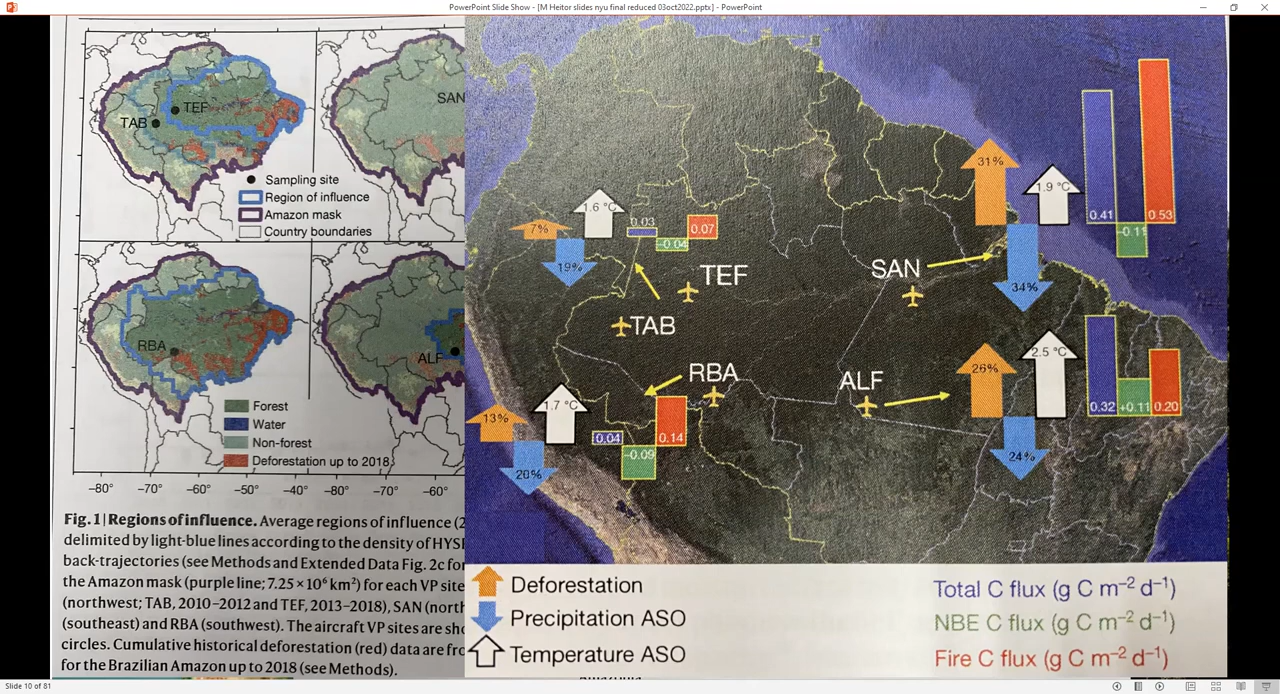 PowerPoint Slide Show - [M Heitor slides nyu final reduced 03oct2022.pptx] - PowerPoint
TEF
TAB
SAN
Sampling site
Region of influence
Amazon mask
Country boundaries
RBA
ALF
Forest
Water
Non-forest
Deforestation up to 2018
−80° −70° −60° −50° −40° −80° −70° −60°
Fig. 1 | Regions of influence. Average regions of influence (2
delimited by light-blue lines according to the density of HYS
back-trajectories (see Methods and Extended Data Fig. 2c fo
the Amazon mask (purple line; 7.25 × 10⁶ km²) for each VP site
(northwest; TAB, 2010–2012 and TEF, 2013–2018), SAN (nort
(southeast) and RBA (southwest). The aircraft VP sites are sh
circles. Cumulative historical deforestation (red) data are fro
for the Brazilian Amazon up to 2018 (see Methods).
7%
19%
1.6 °C
0.03
−0.04
0.07
TEF
TAB
31%
34%
1.9 °C
0.41
−0.11
0.53
SAN
RBA
13%
20%
1.7 °C
0.04
−0.09
0.14
ALF
26%
24%
2.5 °C
0.32
+0.11
0.20
Deforestation
Precipitation ASO
Temperature ASO
Total C flux (g C m⁻² d⁻¹)
NBE C flux (g C m⁻² d⁻¹)
Fire C flux (g C m⁻² d⁻¹)
Slide 10 of 81